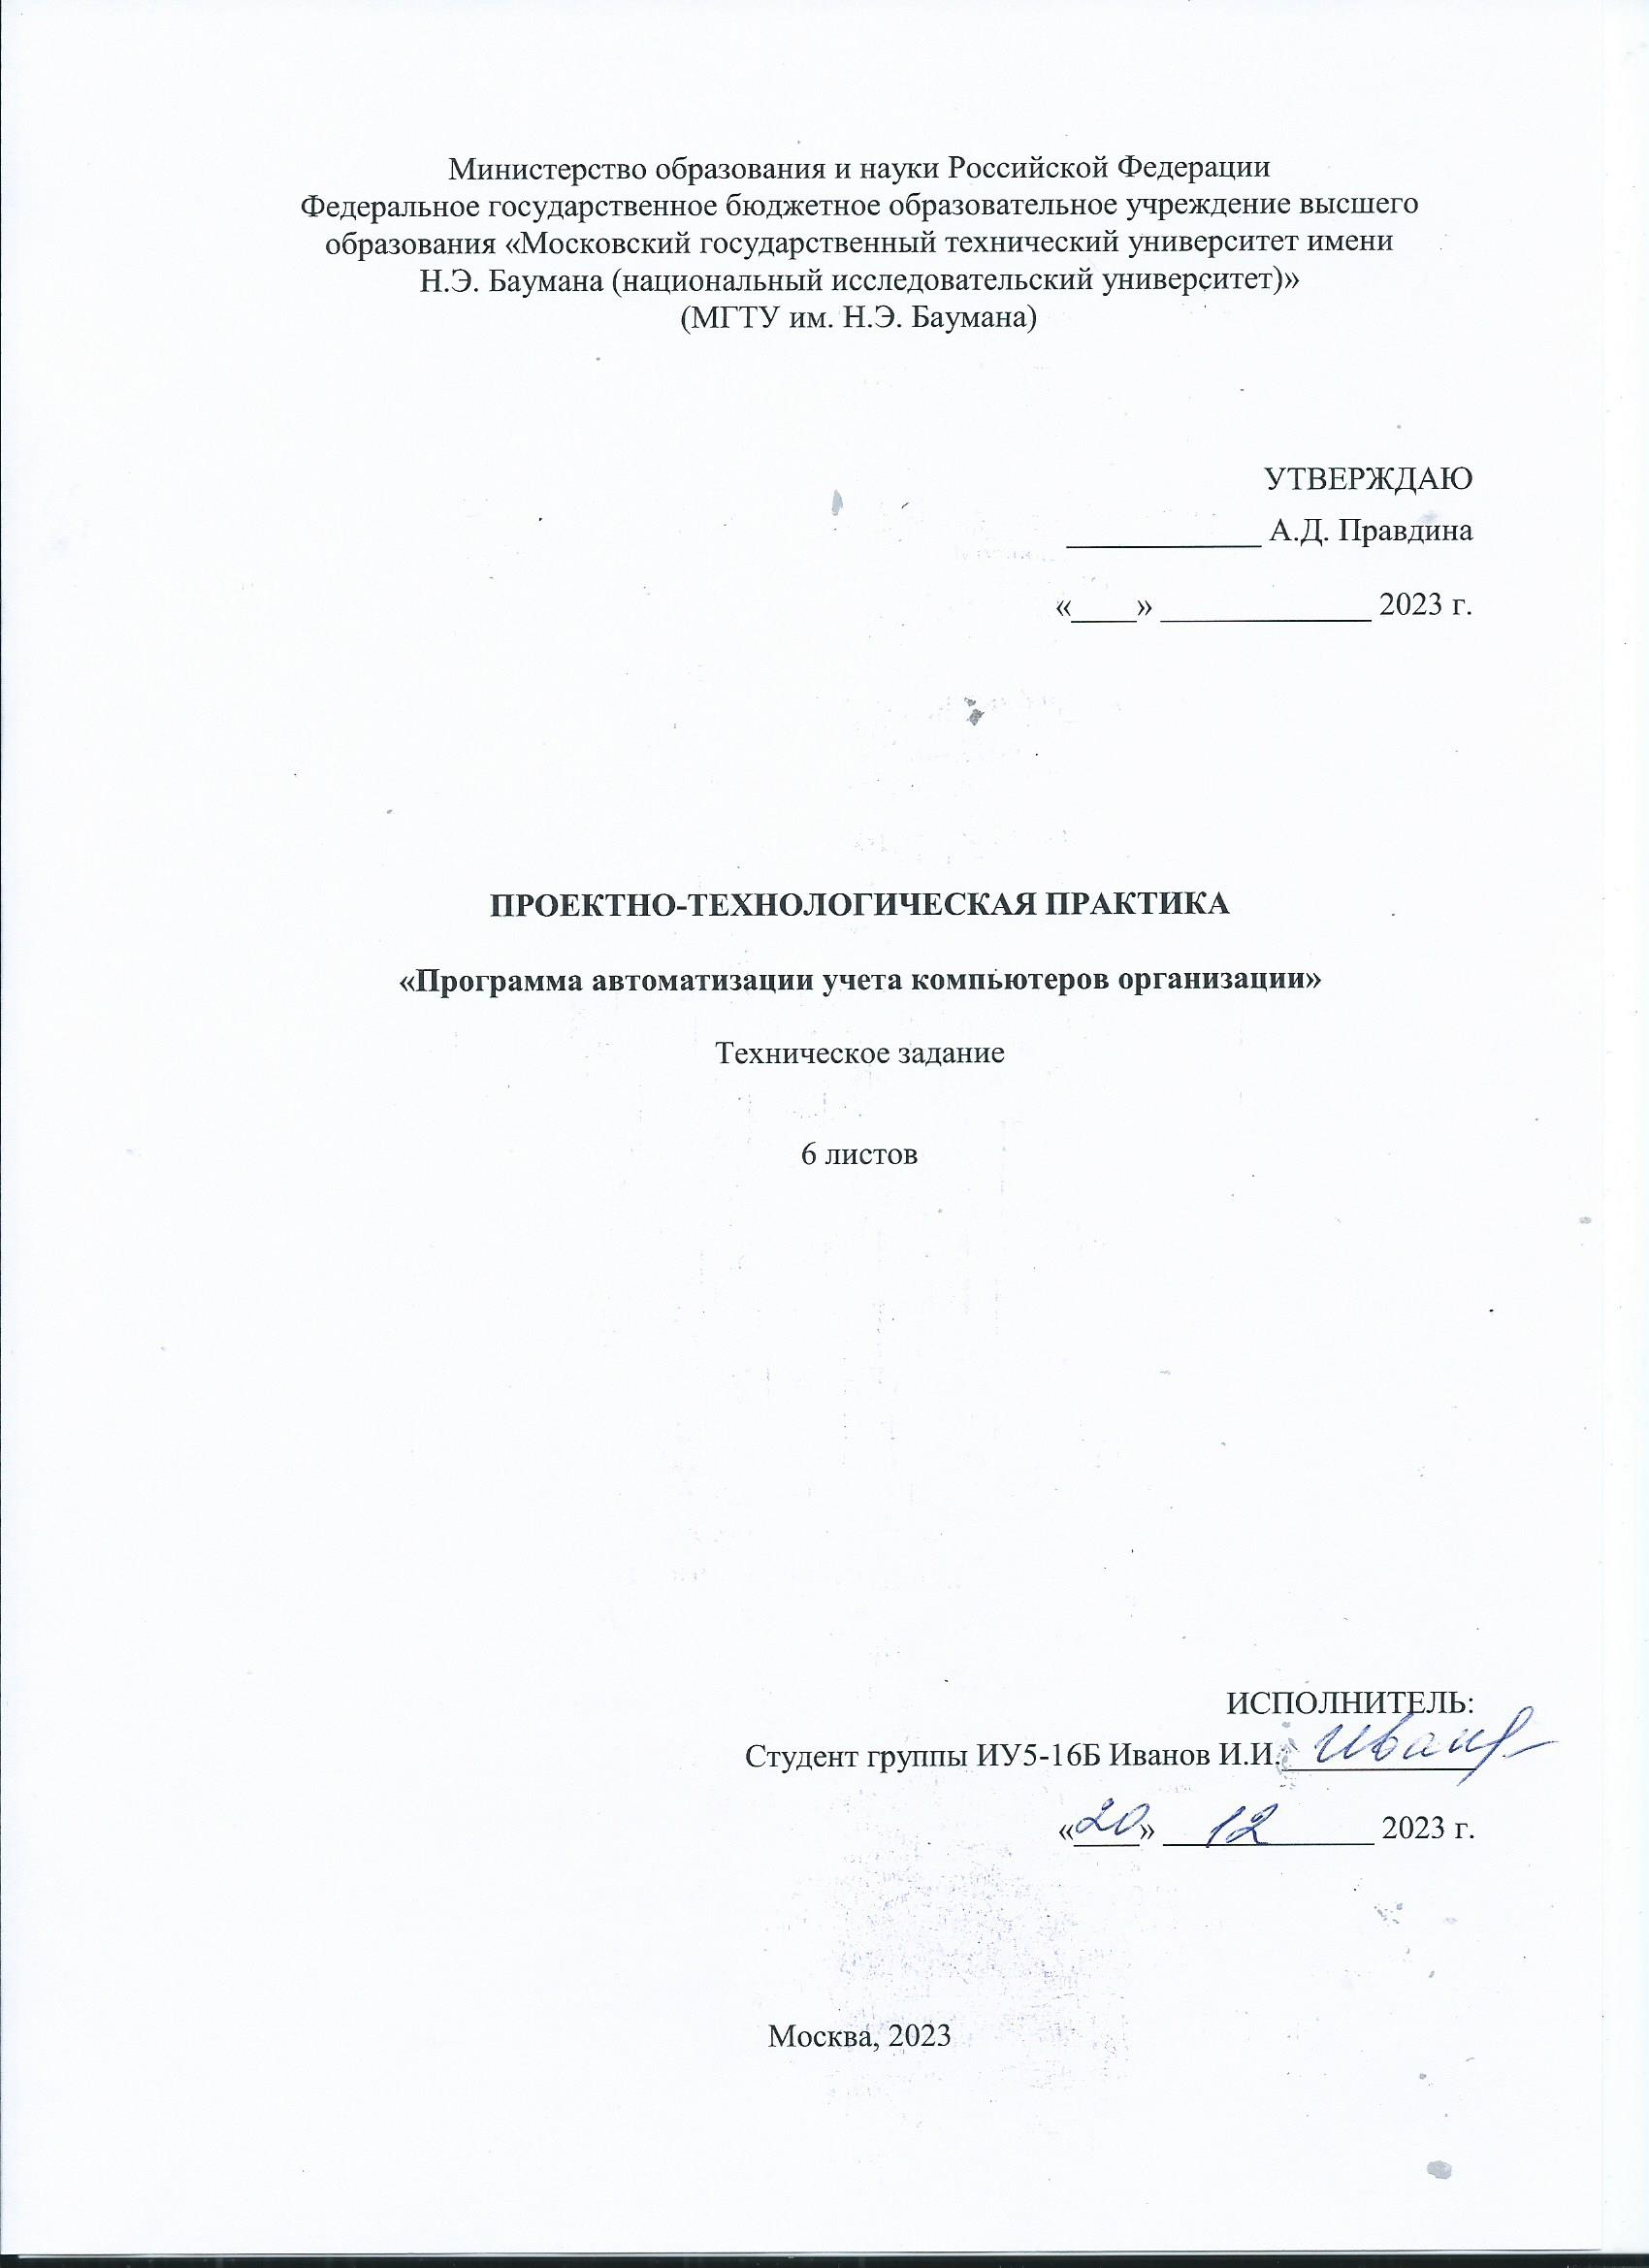 Министерство образования и науки Российской Федерации
Федеральное государственное бюджетное образовательное учреждение высшего
образования «Московский государственный технический университет имени
Н.Э. Баумана (национальный исследовательский университет)»
(МГТУ им. Н.Э. Баумана)
УТВЕРЖДАЮ
____________ А.Д. Правдина
«____» _____________ 2023 г.
ПРОЕКТНО-ТЕХНОЛОГИЧЕСКАЯ ПРАКТИКА
«Программа автоматизации учета компьютеров организации»
Техническое задание
6 листов
ИСПОЛНИТЕЛЬ:
Студент группы ИУ5-16Б Иванов И.И. Иванов
«20» 12 2023 г.
Москва, 2023